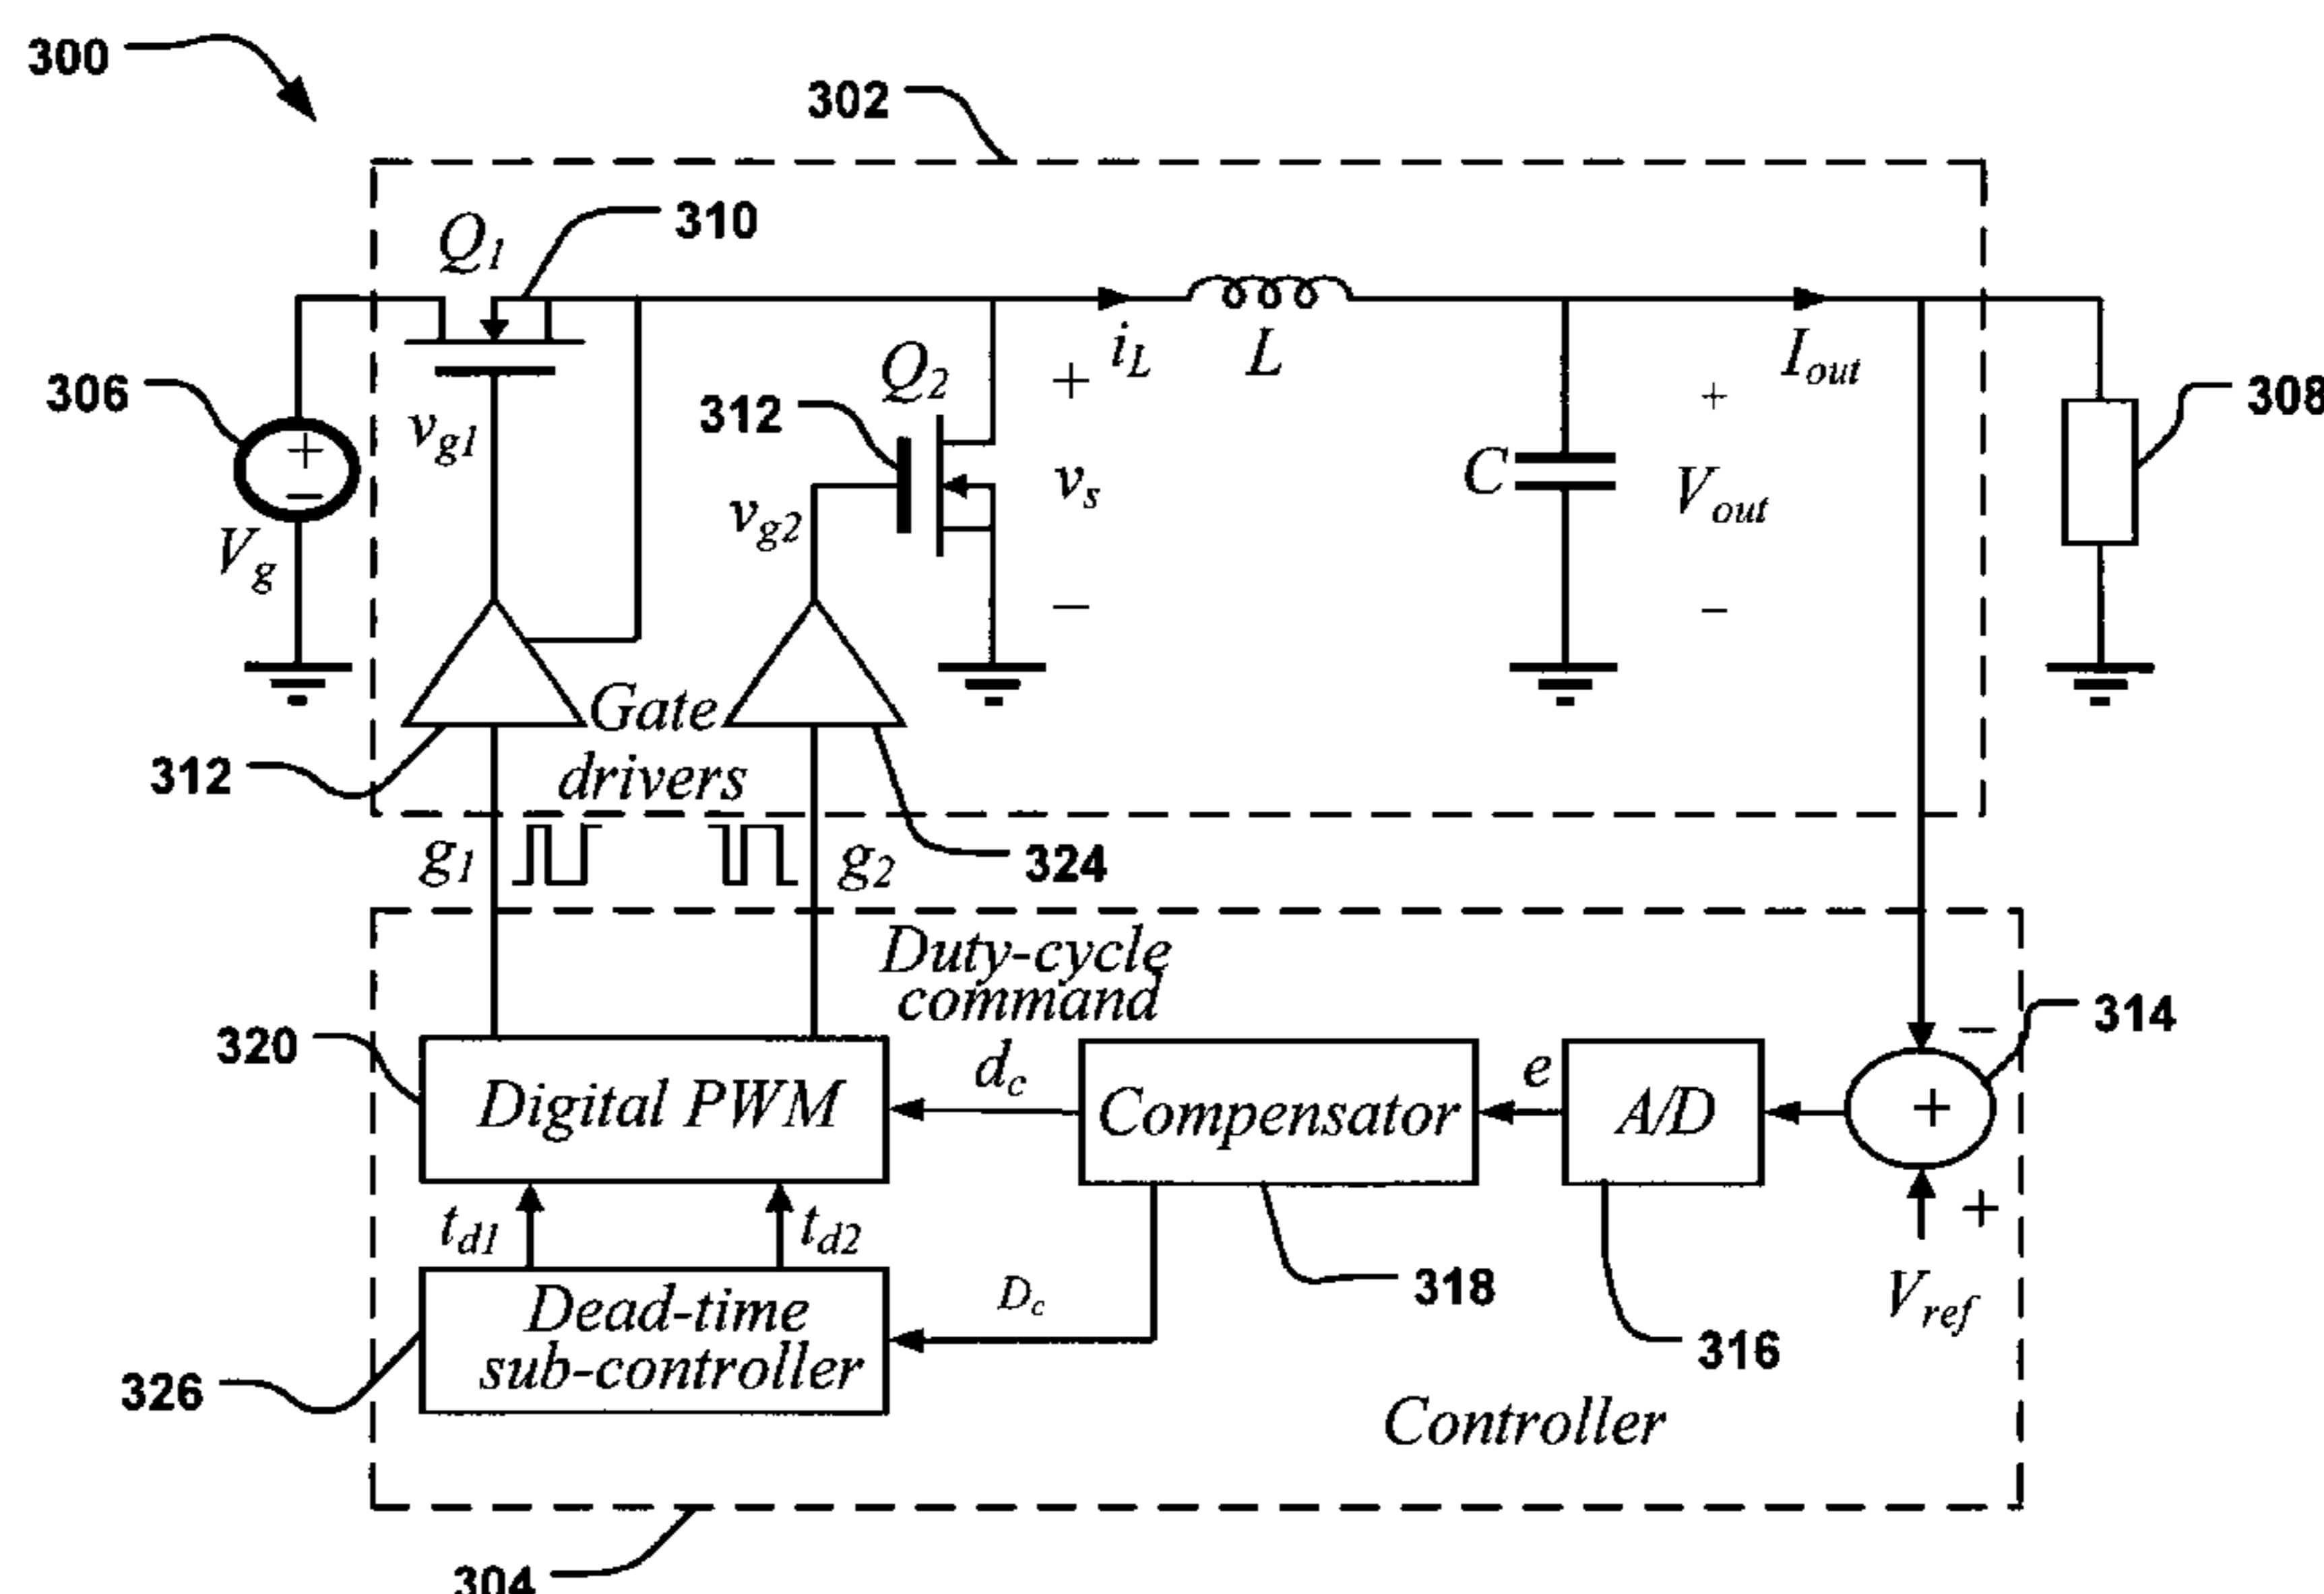 300
302
Q1
310
306
+
−
Vg
vg1
312
Q2
vg2
+
vs
−
iL
L
C
+
Vout
−
Iout
308
312
Gate
drivers
324
g1
g2
Duty-cycle
command
320
Digital PWM
dc
Compensator
e
A/D
−
+
314
+
Vref
td1
td2
Dc
318
316
Dead-time
sub-controller
326
Controller
304